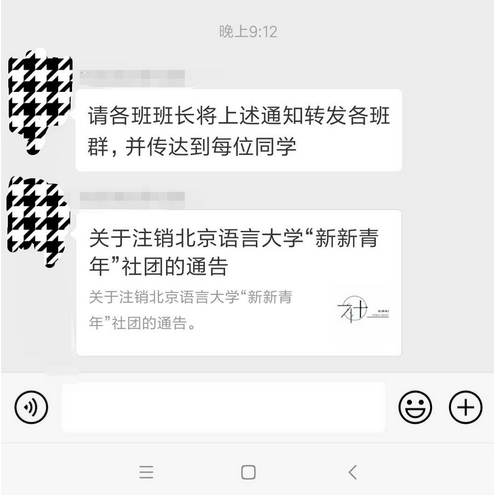 晚上9:12
请各班班长将上述通知转发各班
群，并传达到每位同学
关于注销北京语言大学“新新青
年”社团的通告
关于注销北京语言大学“新新青
年”社团的通告。